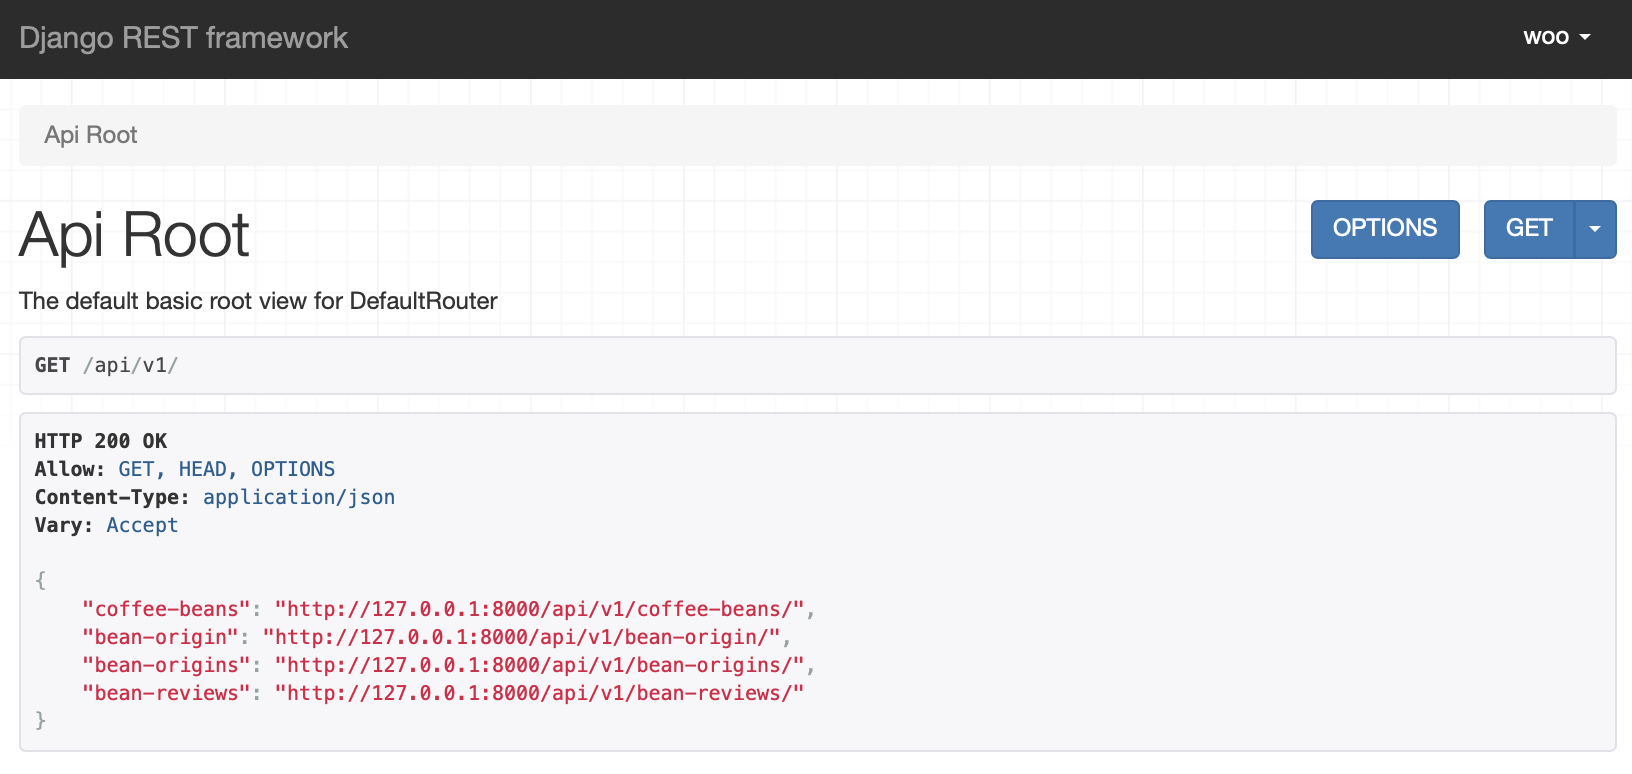 Django REST framework
woo
Api Root
Api Root
OPTIONS
GET
The default basic root view for DefaultRouter
GET /api/v1/
HTTP 200 OK
Allow: GET, HEAD, OPTIONS
Content-Type: application/json
Vary: Accept
{
    "coffee-beans": "http://127.0.0.1:8000/api/v1/coffee-beans/",
    "bean-origin": "http://127.0.0.1:8000/api/v1/bean-origin/",
    "bean-origins": "http://127.0.0.1:8000/api/v1/bean-origins/",
    "bean-reviews": "http://127.0.0.1:8000/api/v1/bean-reviews/"
}